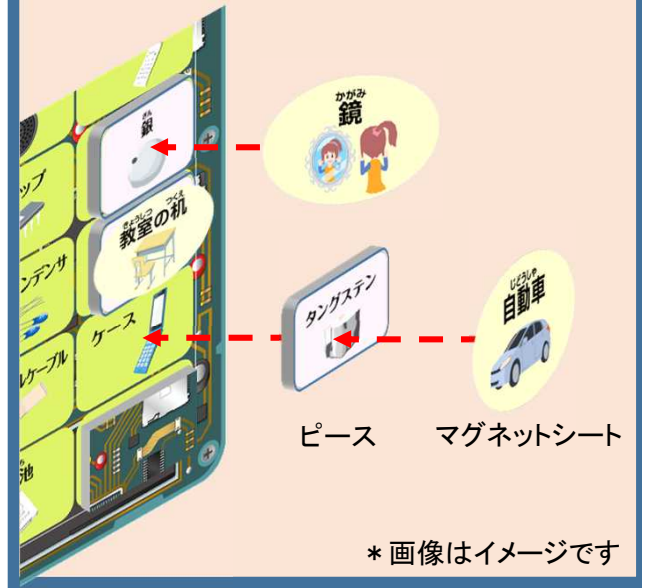 かがみ
鏡
ぎん
銀
ップ
きょうしつ つくえ
教室の机
ンデンサ
タングステン
じどうしゃ
自動車
ケース
ルケーブル
ピース
マグネットシート
池
*画像はイメージです